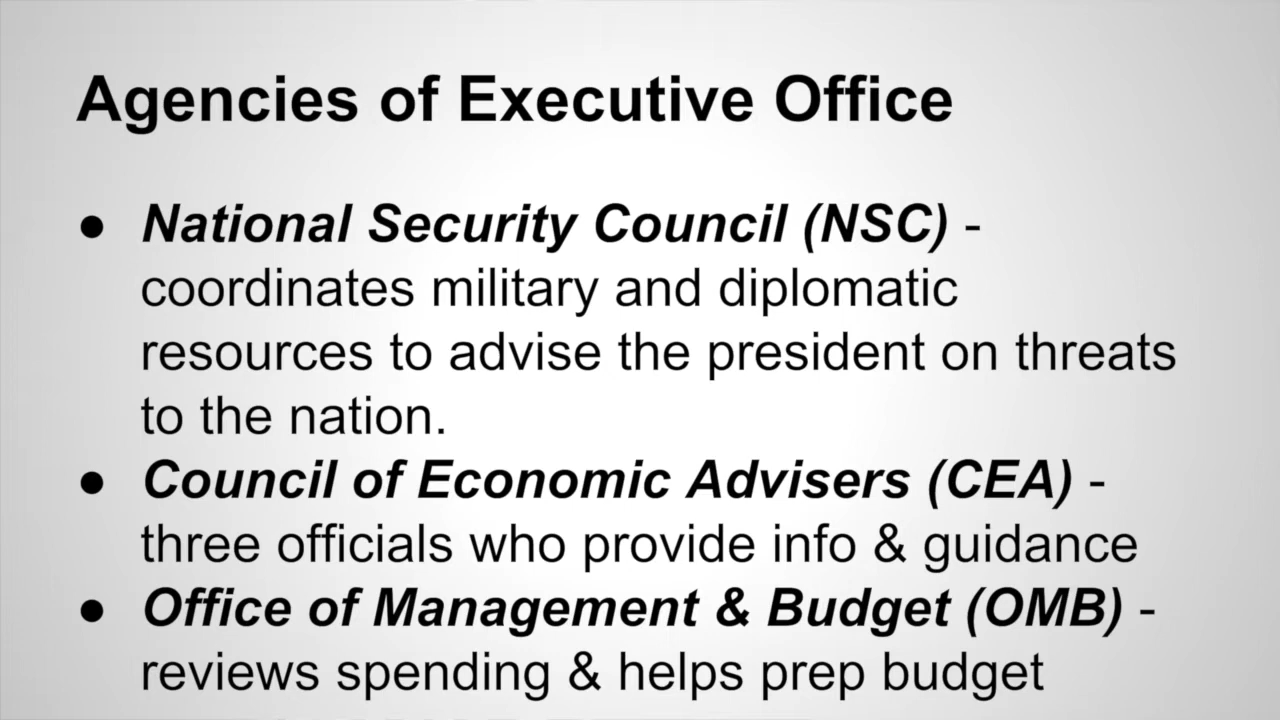 Agencies of Executive Office
● National Security Council (NSC) -
coordinates military and diplomatic
resources to advise the president on threats
to the nation.
● Council of Economic Advisers (CEA) -
three officials who provide info & guidance
● Office of Management & Budget (OMB) -
reviews spending & helps prep budget